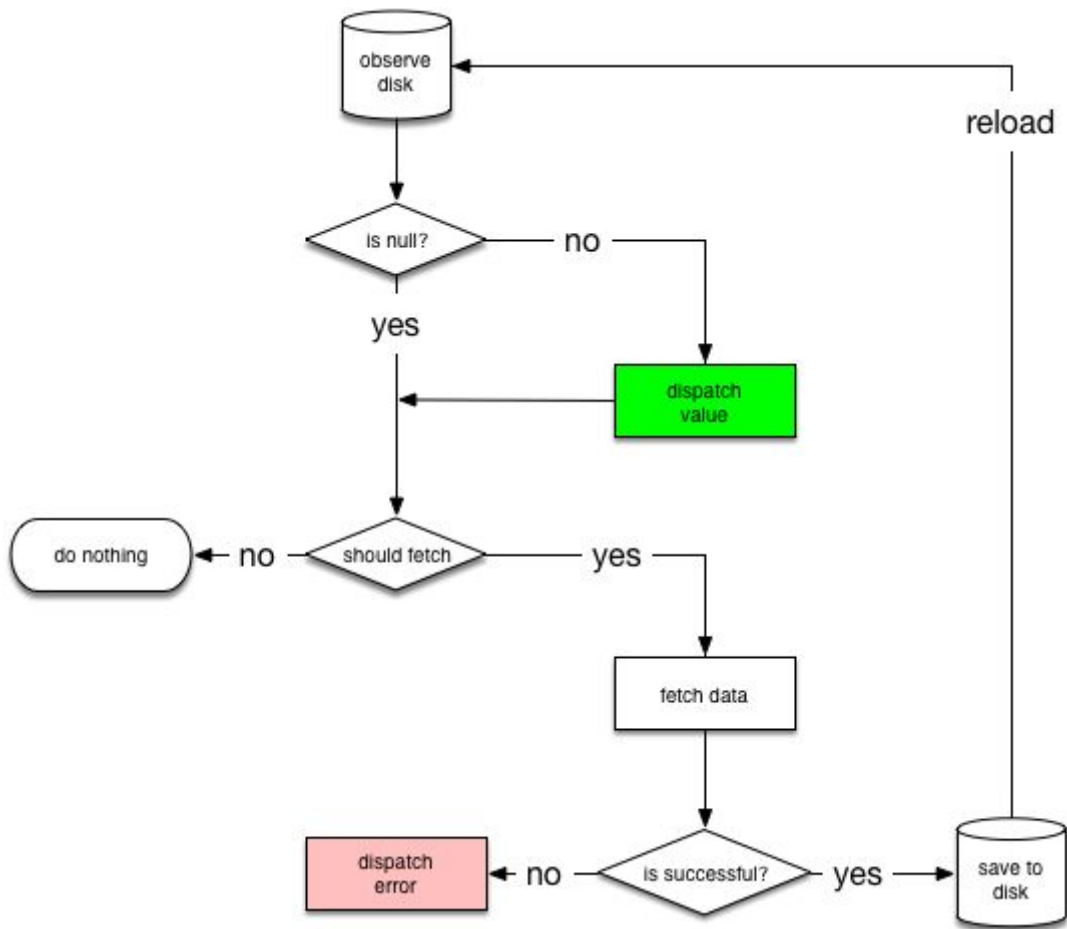 observe
disk
reload
is null?
no
yes
dispatch
value
do nothing
no
should fetch
yes
fetch data
dispatch
error
no
is successful?
yes
save to
disk